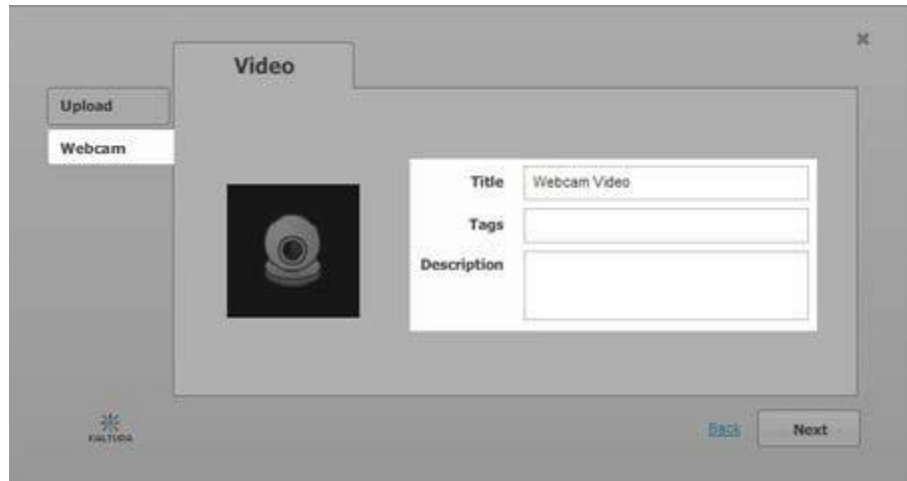 Video
Upload
Webcam
Title Webcam Video
Tags
Description
KALTURA
Back Next